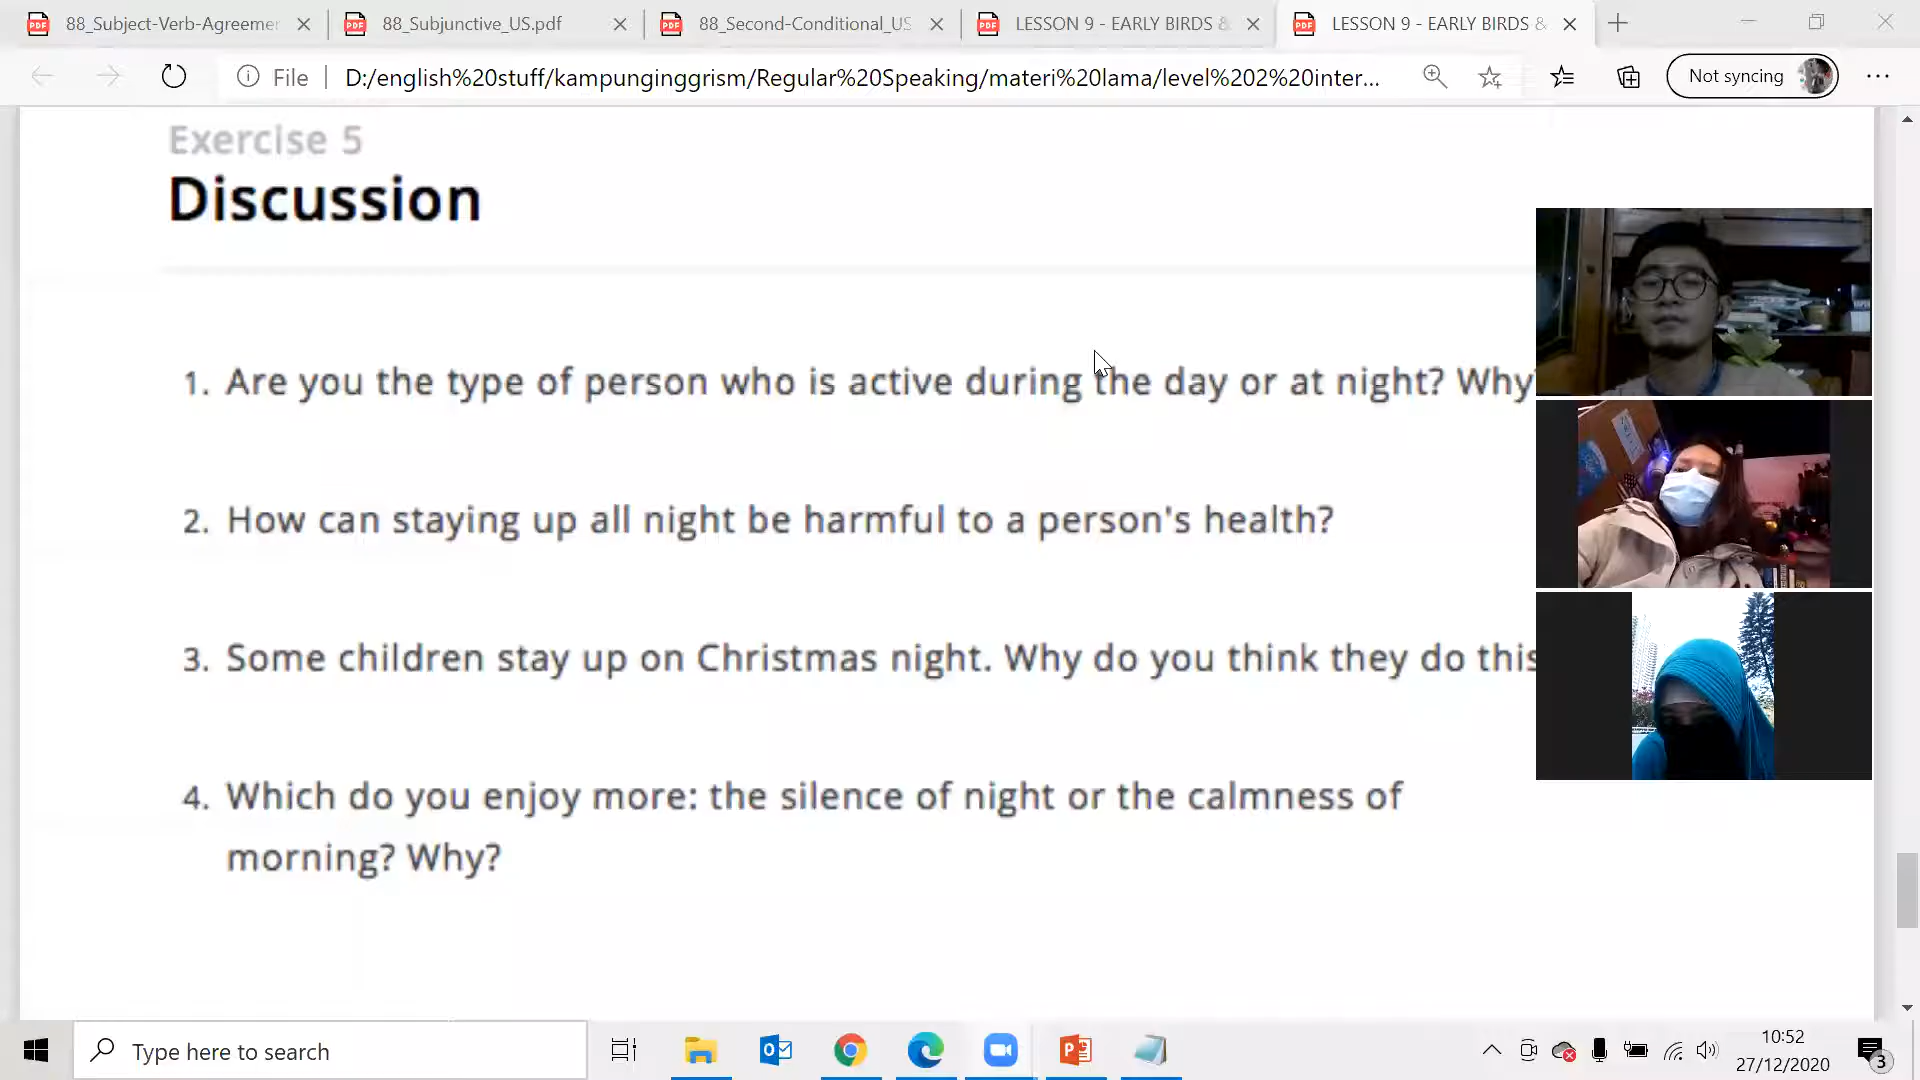 88_Subject-Verb-Agreemer
88_Subjunctive_US.pdf
88_Second-Conditional_US
LESSON 9 - EARLY BIRDS &
LESSON 9 - EARLY BIRDS &
File
D:/english%20stuff/kampunginggrism/Regular%20Speaking/materi%20lama/level%202%20inter...
Not syncing
Exercise 5
Discussion
1. Are you the type of person who is active during the day or at night? Why?
2. How can staying up all night be harmful to a person's health?
3. Some children stay up on Christmas night. Why do you think they do this
4. Which do you enjoy more: the silence of night or the calmness of
morning? Why?
Type here to search
10:52
27/12/2020
3